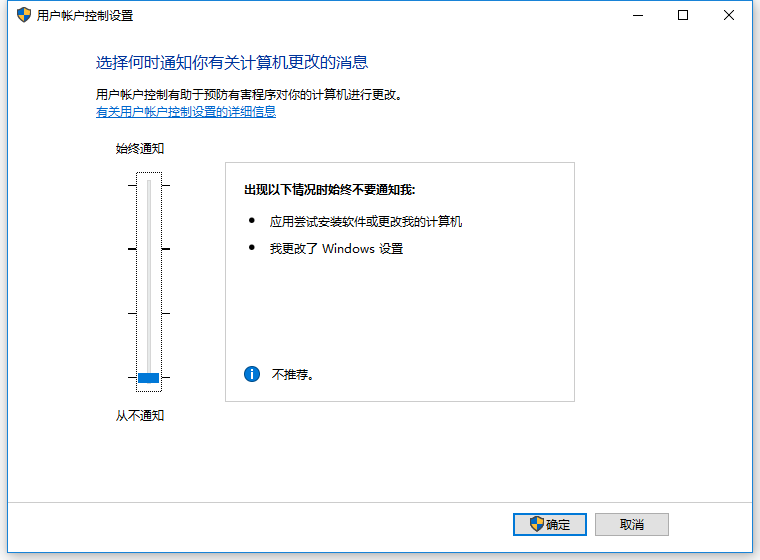 用户帐户控制设置
选择何时通知你有关计算机更改的消息
用户帐户控制有助于预防有害程序对你的计算机进行更改。
有关用户帐户控制设置的详细信息
始终通知
出现以下情况时始终不要通知我:
• 应用尝试安装软件或更改我的计算机
• 我更改了 Windows 设置
不推荐。
从不通知
确定
取消